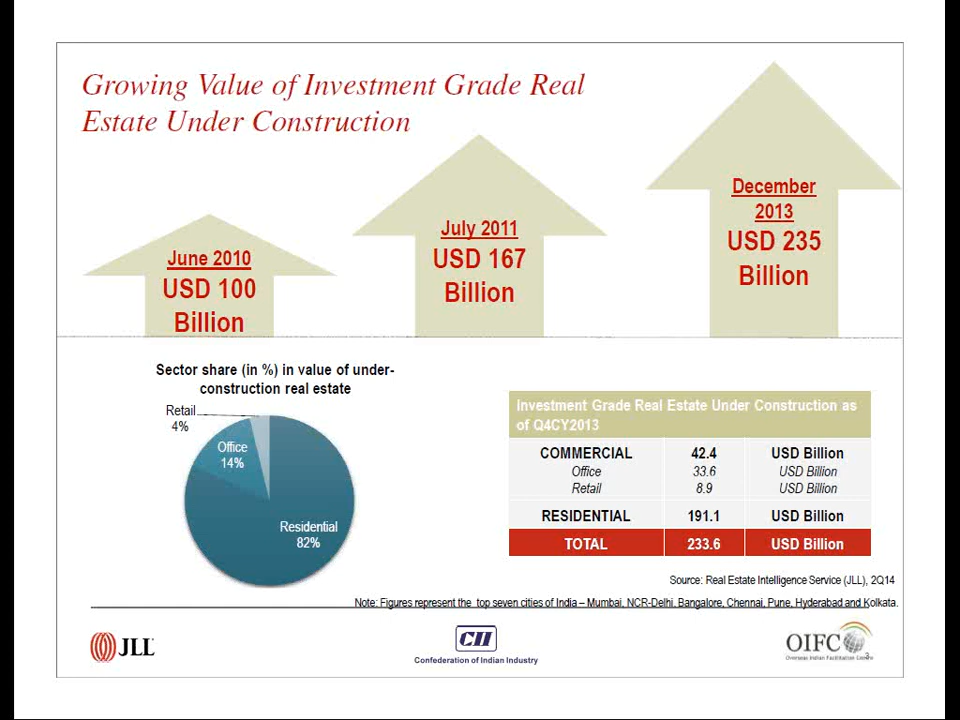 Growing Value of Investment Grade Real
Estate Under Construction
June 2010
USD 100
Billion
July 2011
USD 167
Billion
December
2013
USD 235
Billion
Sector share (in %) in value of under-
construction real estate
Retail
4%
Office
14%
Residential
82%
Investment Grade Real Estate Under Construction as
of Q4CY2013
COMMERCIAL 42.4 USD Billion
Office 33.6 USD Billion
Retail 8.9 USD Billion
RESIDENTIAL 191.1 USD Billion
TOTAL 233.6 USD Billion
Source: Real Estate Intelligence Service (JLL), 2Q14
Note: Figures represent the top seven cities of India – Mumbai, NCR-Delhi, Bangalore, Chennai, Pune, Hyderabad and Kolkata.
JLL
CII
Confederation of Indian Industry
OIFC
Overseas Indian Facilitation Centre
3